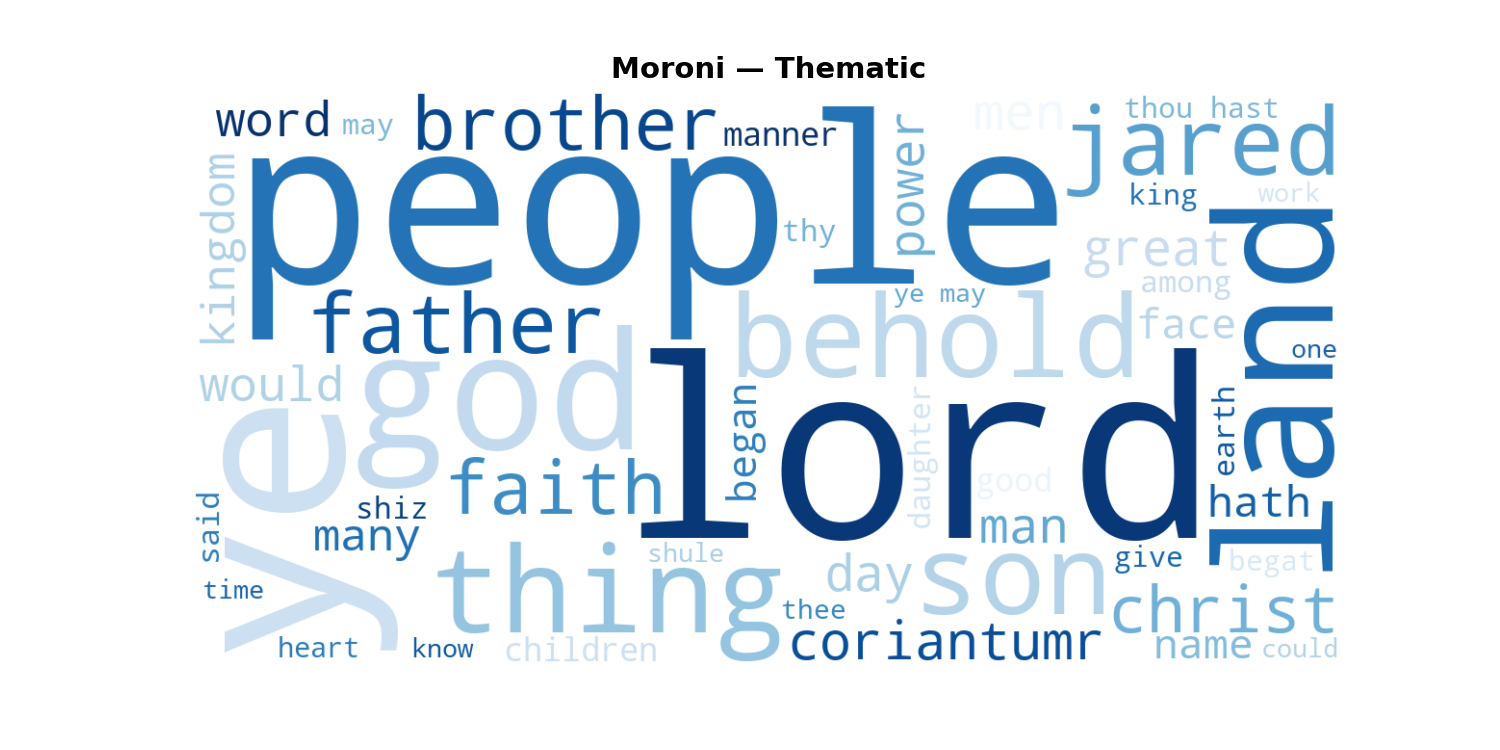 Moroni — Thematic
word
may
brother
manner
men
thou hast
jared
people
power
king
work
kingdom
thy
great
land
among
ye may
father
behold
face
one
god
lord
would
ye
began
daughter
earth
faith
good
hath
said
shiz
many
man
thing
shule
day
son
give
begat
time
thee
christ
heart
know
children
coriantumr
name
could